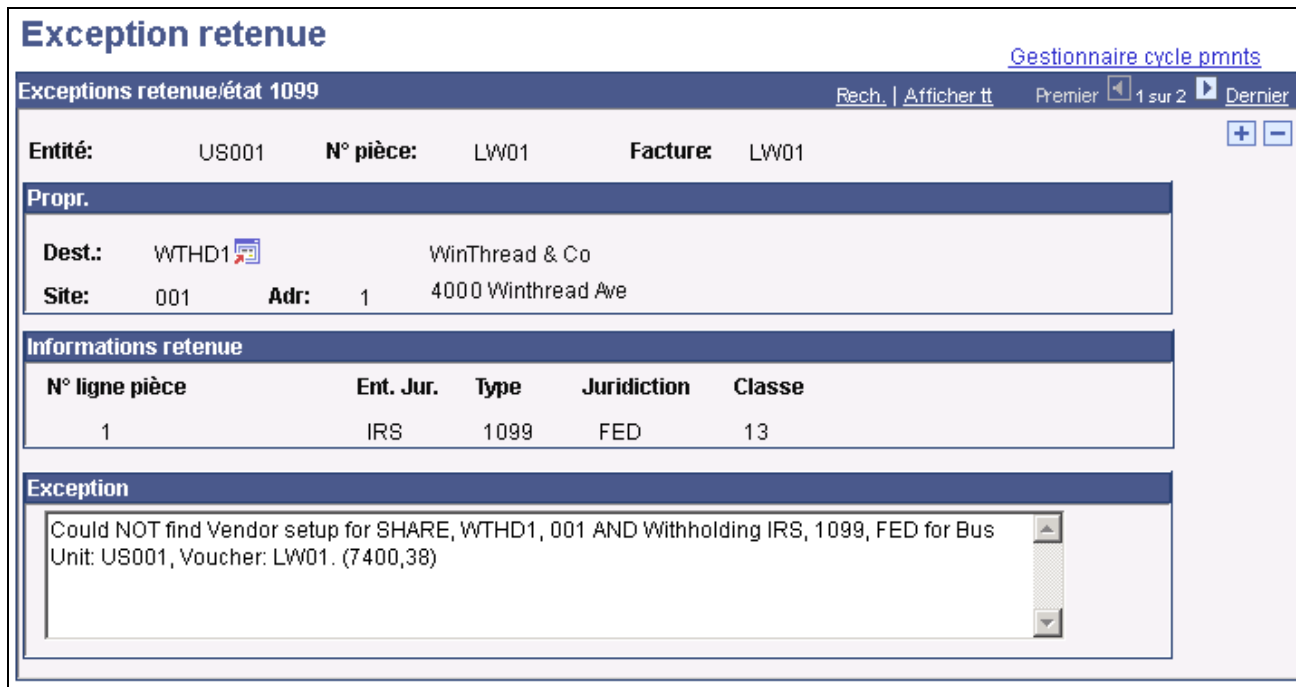 Exception retenue
Gestionnaire cycle pmnts
Exceptions retenue/état 1099 Rech. | Afficher tt Premier 1 sur 2 Dernier
Entité: US001 N° pièce: LW01 Facture: LW01
Propr.
Dest.: WTHD1 WinThread & Co
Site: 001 Adr: 1 4000 Winthread Ave
Informations retenue
N° ligne pièce Ent. Jur. Type Juridiction Classe
1 IRS 1099 FED 13
Exception
Could NOT find Vendor setup for SHARE, WTHD1, 001 AND Withholding IRS, 1099, FED for Bus
Unit: US001, Voucher: LW01. (7400,38)